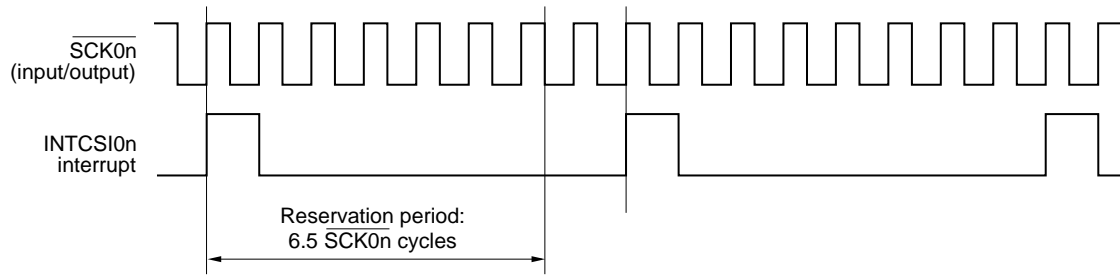 SCK0n
(input/output)
INTCSI0n
interrupt
Reservation period:
6.5 SCK0n cycles